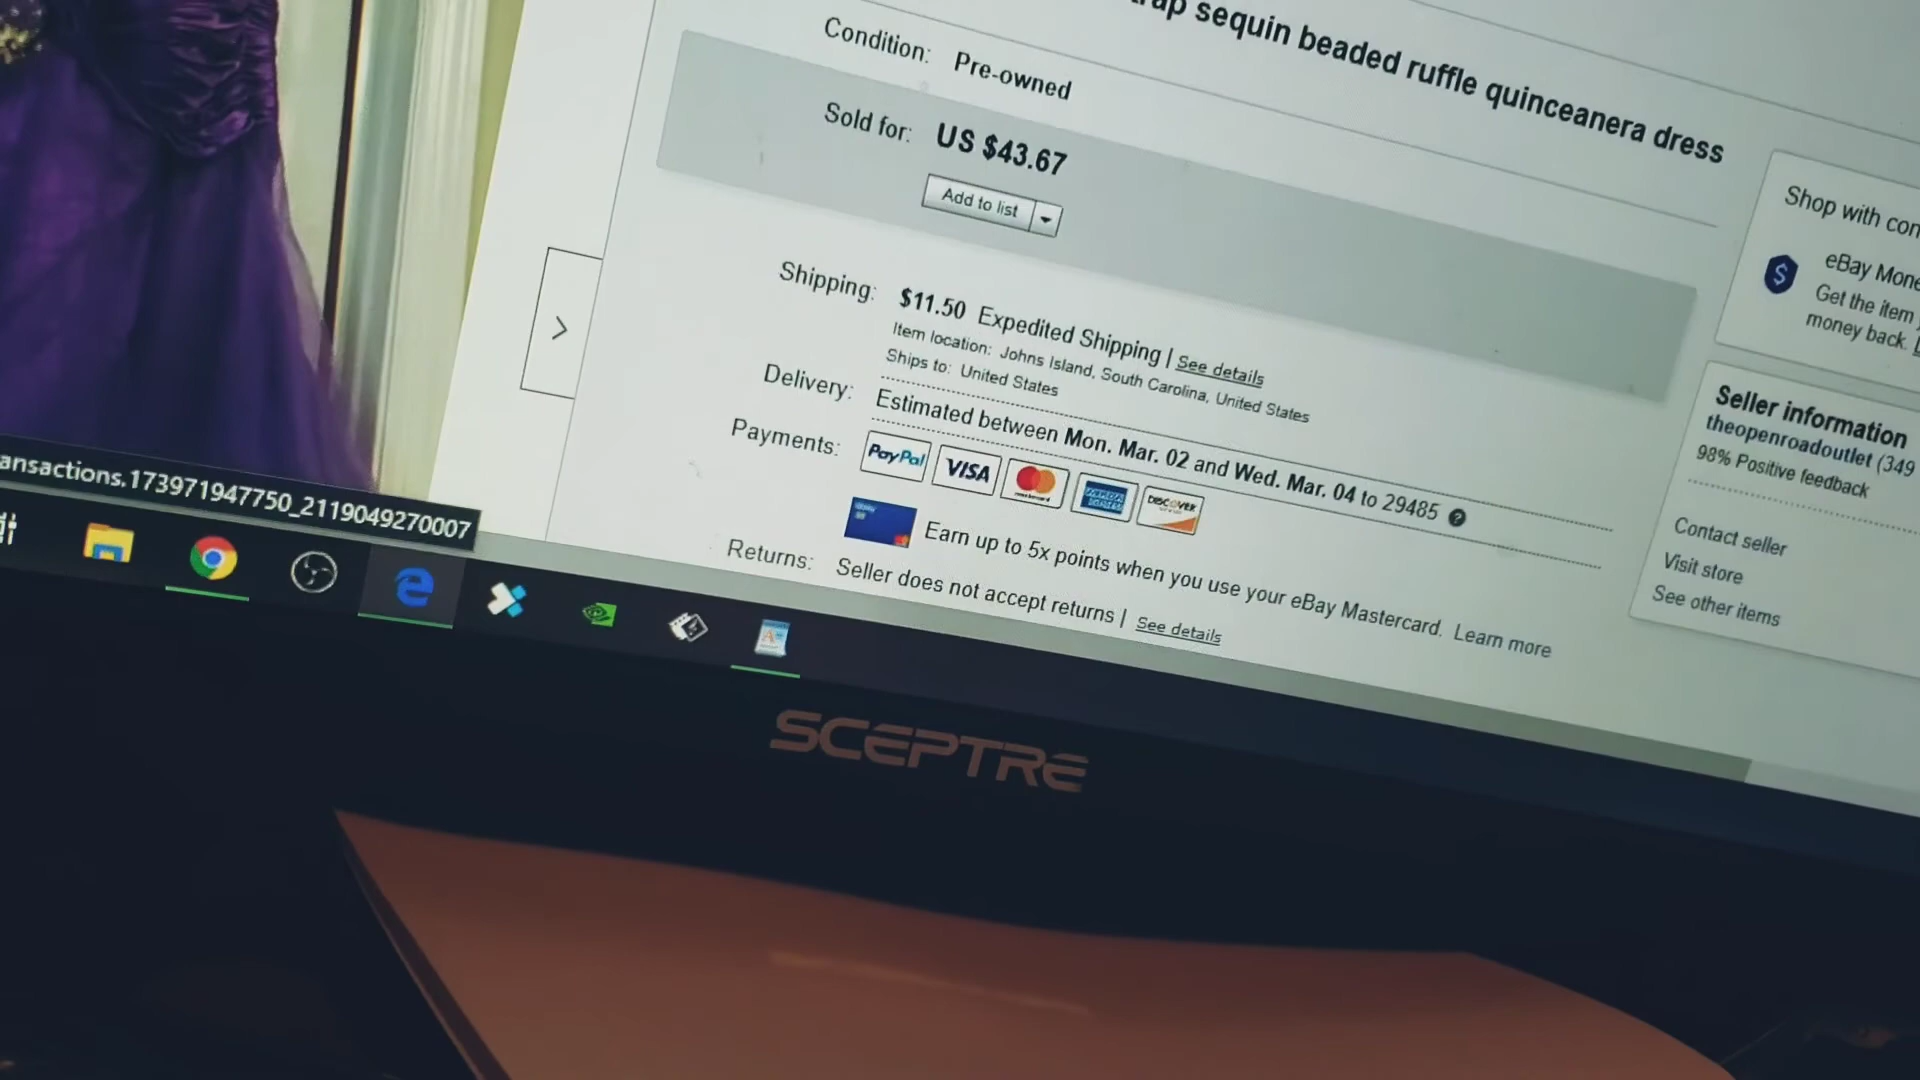 sequin beaded ruffle quinceanera dress
Condition: Pre-owned
Sold for: US $43.67
Add to list
Shipping: $11.50 Expedited Shipping | See details
Item location: Johns Island, South Carolina, United States
Ships to: United States
Delivery: Estimated between Mon. Mar. 02 and Wed. Mar. 04 to 29485 ?
Payments: PayPal VISA mastercard AMERICAN EXPRESS DISCOVER
Earn up to 5x points when you use your eBay Mastercard. Learn more
Returns: Seller does not accept returns | See details
Shop with con
$
eBay Mone
Get the item
money back.
Seller information
theopenroadoutlet (349
98% Positive feedback
Contact seller
Visit store
See other items
ansactions.173971947750_2119049270007
SCEPTRE